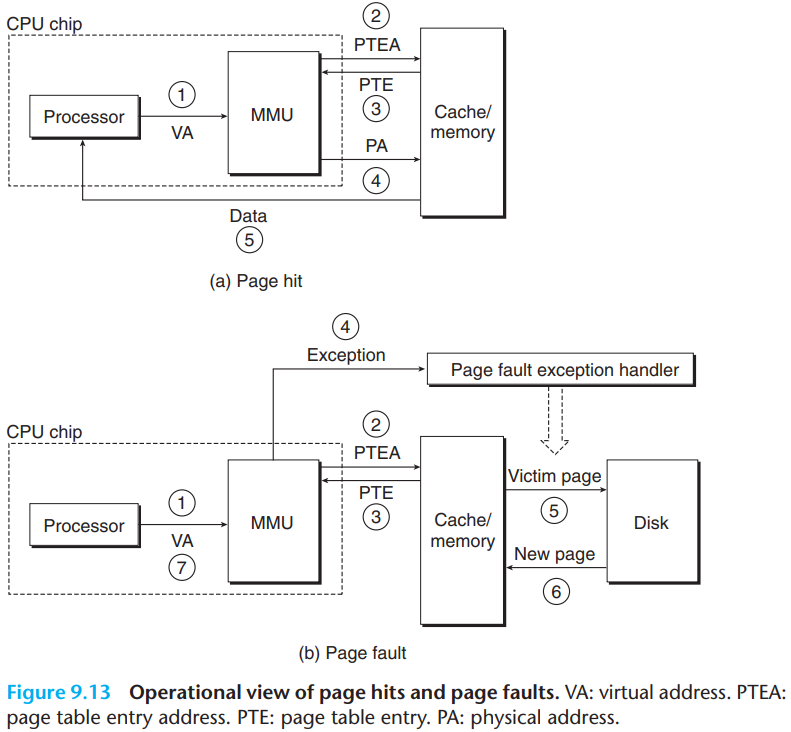 CPU chip
2
PTEA
1
PTE
Processor
MMU
3
Cache/
memory
VA
PA
4
Data
5
(a) Page hit
4
Exception
Page fault exception handler
CPU chip
2
PTEA
Victim page
1
PTE
5
Processor
MMU
3
Cache/
memory
Disk
VA
New page
7
6
(b) Page fault
Figure 9.13 Operational view of page hits and page faults. VA: virtual address. PTEA:
page table entry address. PTE: page table entry. PA: physical address.